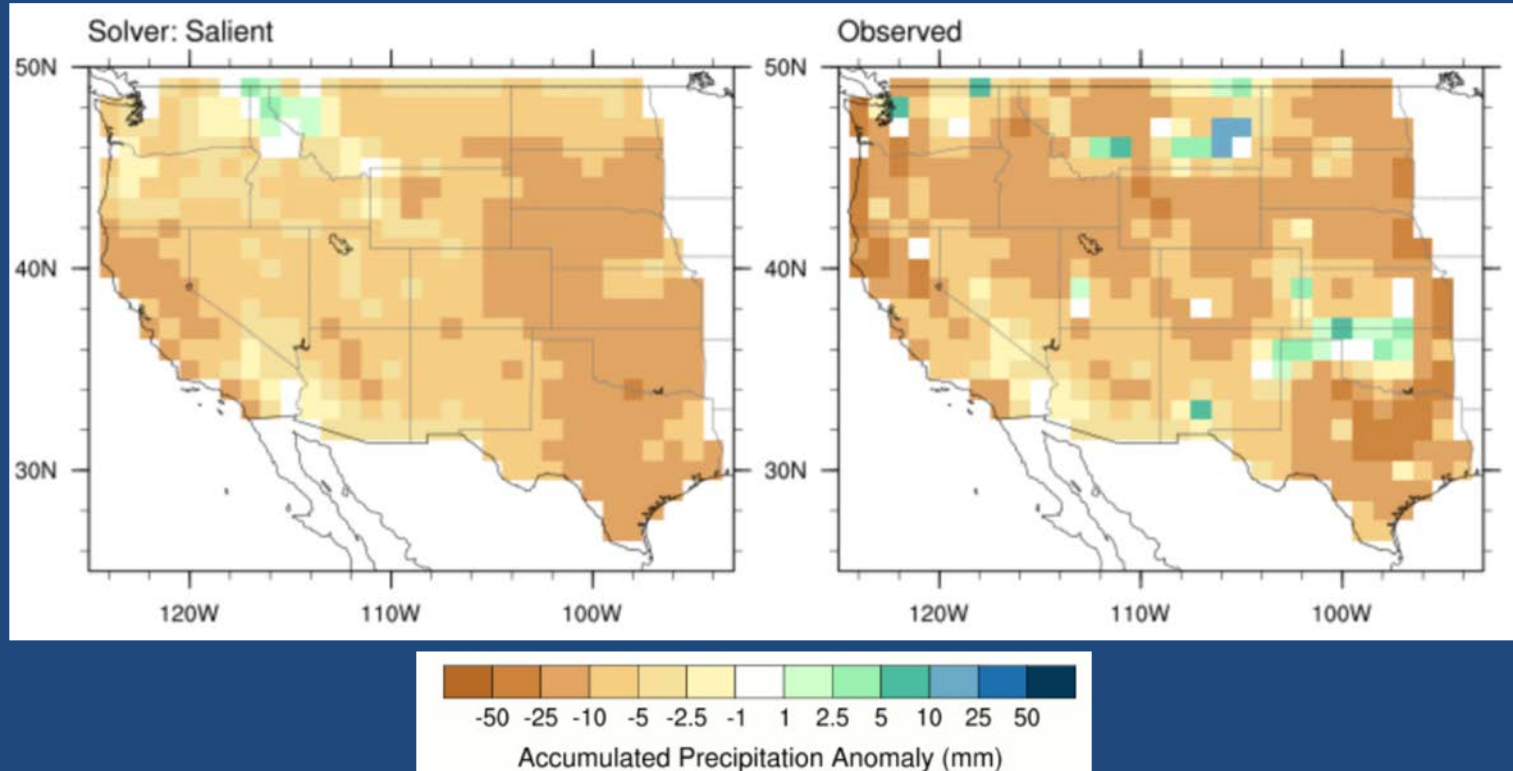 Solver: Salient
Observed
50N
40N
30N
120W
110W
100W
50N
40N
30N
120W
110W
100W
-50 -25 -10 -5 -2.5 -1 1 2.5 5 10 25 50
Accumulated Precipitation Anomaly (mm)